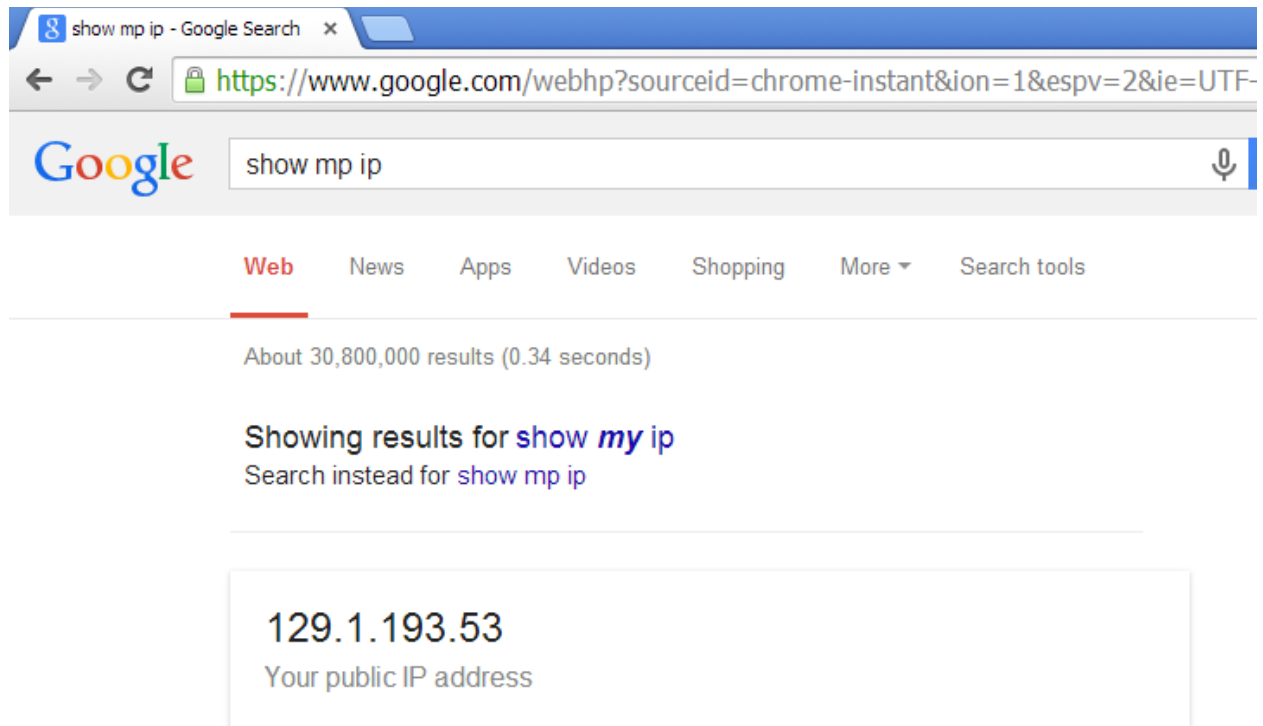 show mp ip - Google Search
https://www.google.com/webhp?sourceid=chrome-instant&ion=1&espv=2&ie=UTF-
Google show mp ip
Web News Apps Videos Shopping More Search tools
About 30,800,000 results (0.34 seconds)
Showing results for show my ip
Search instead for show mp ip
129.1.193.53
Your public IP address